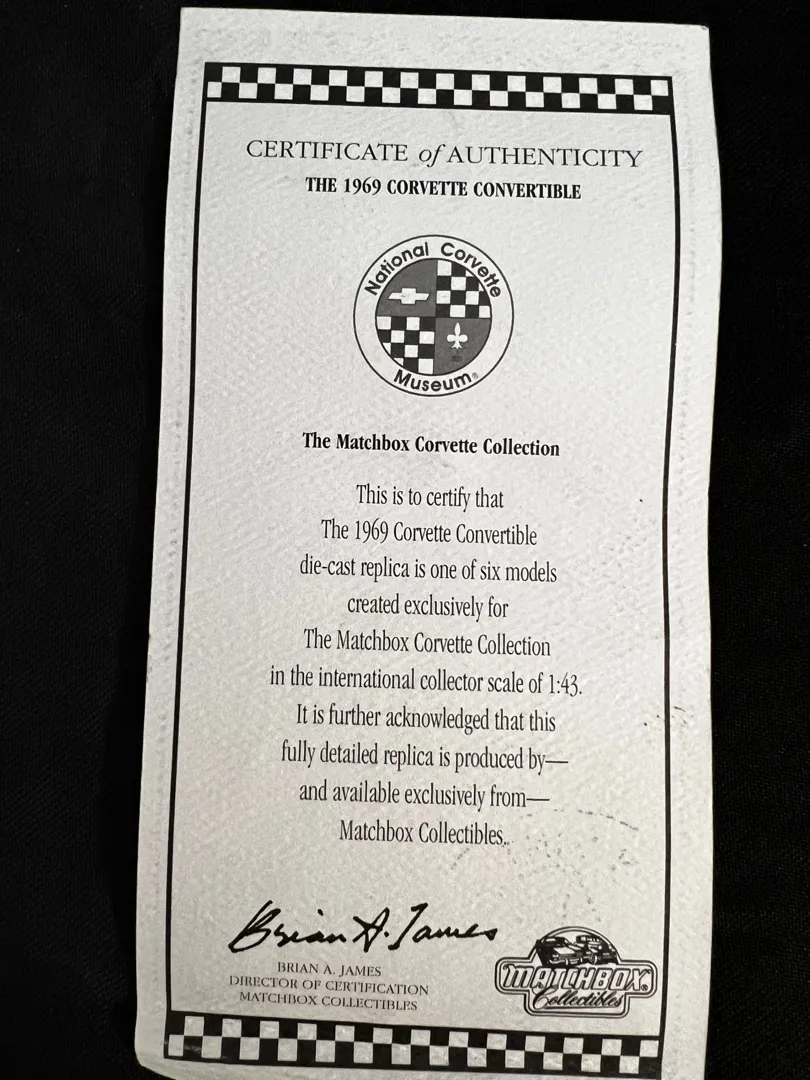 CERTIFICATE of AUTHENTICITY
THE 1969 CORVETTE CONVERTIBLE
National Corvette
Museum®
The Matchbox Corvette Collection
This is to certify that
The 1969 Corvette Convertible
die-cast replica is one of six models
created exclusively for
The Matchbox Corvette Collection
in the international collector scale of 1:43.
It is further acknowledged that this
fully detailed replica is produced by—
and available exclusively from—
Matchbox Collectibles.
Brian A. James
BRIAN A. JAMES
DIRECTOR OF CERTIFICATION
MATCHBOX COLLECTIBLES
MATCHBOX®
Collectibles